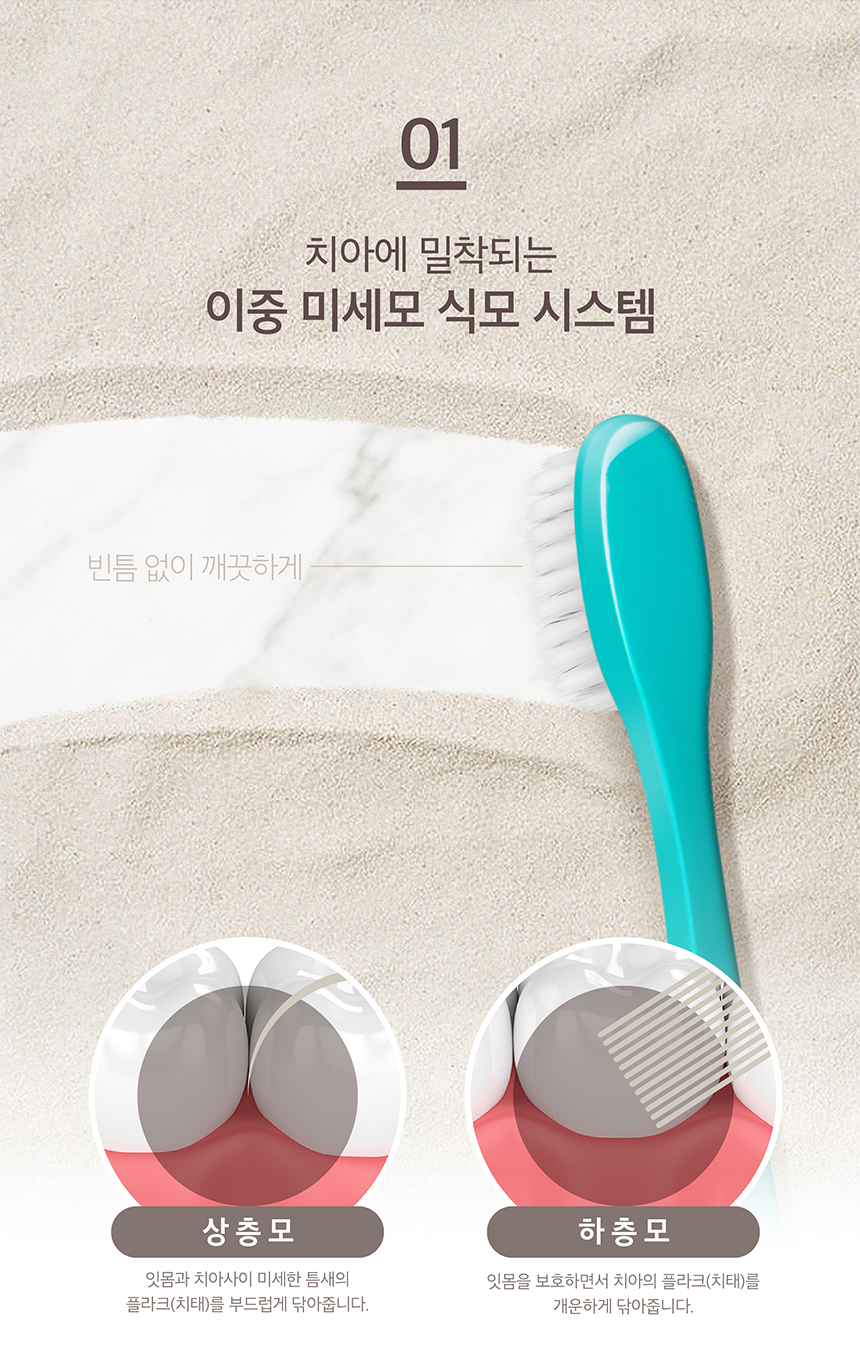 01
치아에 밀착되는
이중 미세모 식모 시스템
빈틈 없이 깨끗하게
상층모
잇몸과 치아사이 미세한 틈새의
플라크(치태)를 부드럽게 닦아줍니다.
하층모
잇몸을 보호하면서 치아의 플라크(치태)를
개운하게 닦아줍니다.